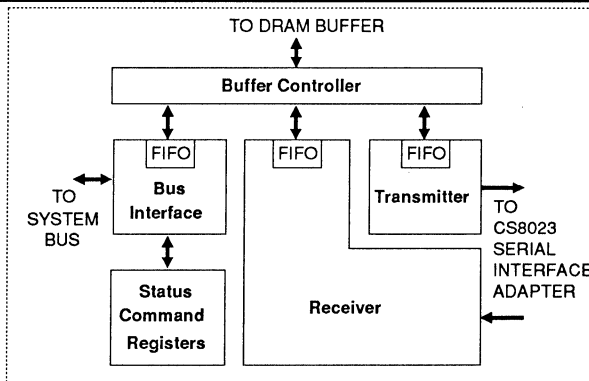 TO DRAM BUFFER
Buffer Controller
FIFO
FIFO
FIFO
Bus
Interface
TO
SYSTEM
BUS
Transmitter
TO
CS8023
SERIAL
INTERFACE
ADAPTER
Status
Command
Registers
Receiver